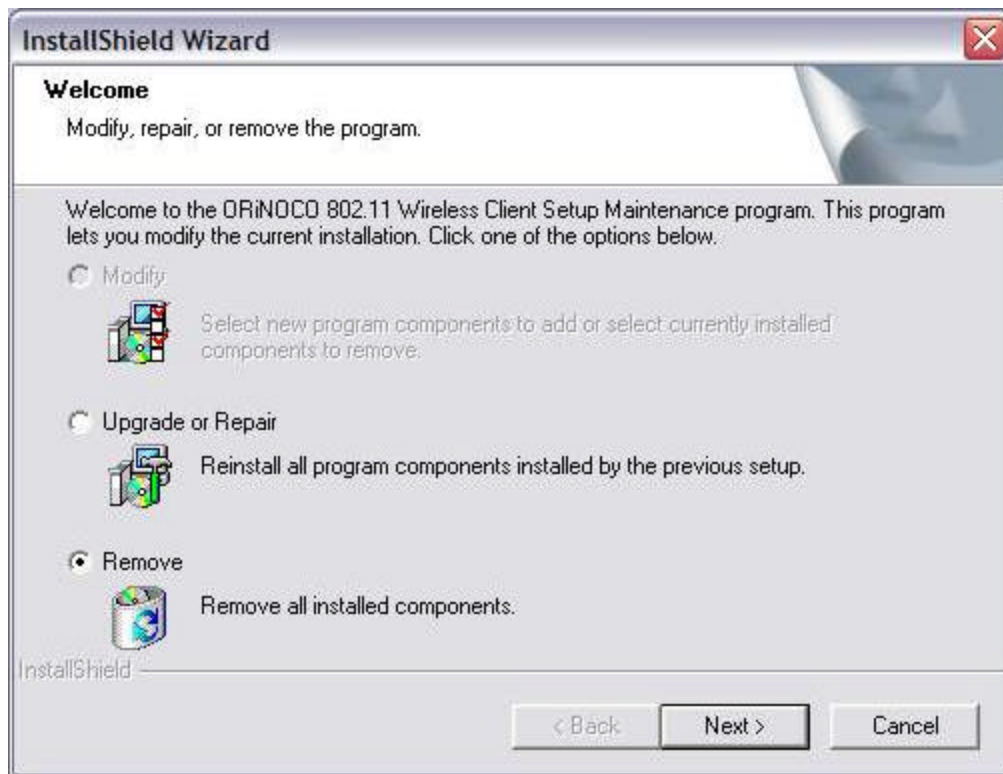 InstallShield Wizard
Welcome
Modify, repair, or remove the program.
Welcome to the ORiNOCO 802.11 Wireless Client Setup Maintenance program. This program
lets you modify the current installation. Click one of the options below.
Modify
Select new program components to add or select currently installed
components to remove.
Upgrade or Repair
Reinstall all program components installed by the previous setup.
Remove
Remove all installed components.
InstallShield
< Back
Next >
Cancel